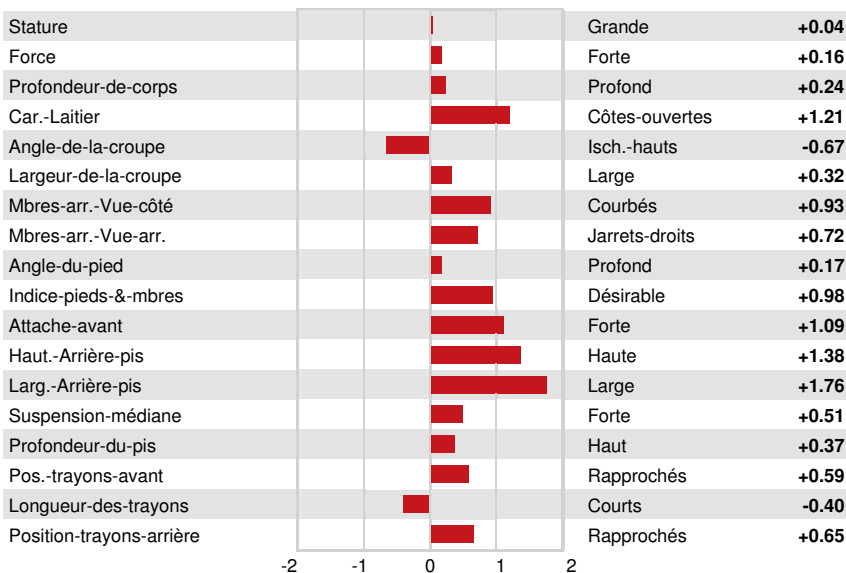 Stature Grande +0.04
Force Forte +0.16
Profondeur-de-corps Profond +0.24
Car.-Laitier Côtes-ouvertes +1.21
Angle-de-la-croupe Isch.-hauts -0.67
Largeur-de-la-croupe Large +0.32
Mbres-arr.-Vue-côté Courbés +0.93
Mbres-arr.-Vue-arr. Jarrets-droits +0.72
Angle-du-pied Profond +0.17
Indice-pieds-&-mbres Désirable +0.98
Attache-avant Forte +1.09
Haut.-Arrière-pis Haute +1.38
Larg.-Arrière-pis Large +1.76
Suspension-médiane Forte +0.51
Profondeur-du-pis Haut +0.37
Pos.-trayons-avant Rapprochés +0.59
Longueur-des-trayons Courts -0.40
Position-trayons-arrière Rapprochés +0.65
-2 -1 0 1 2